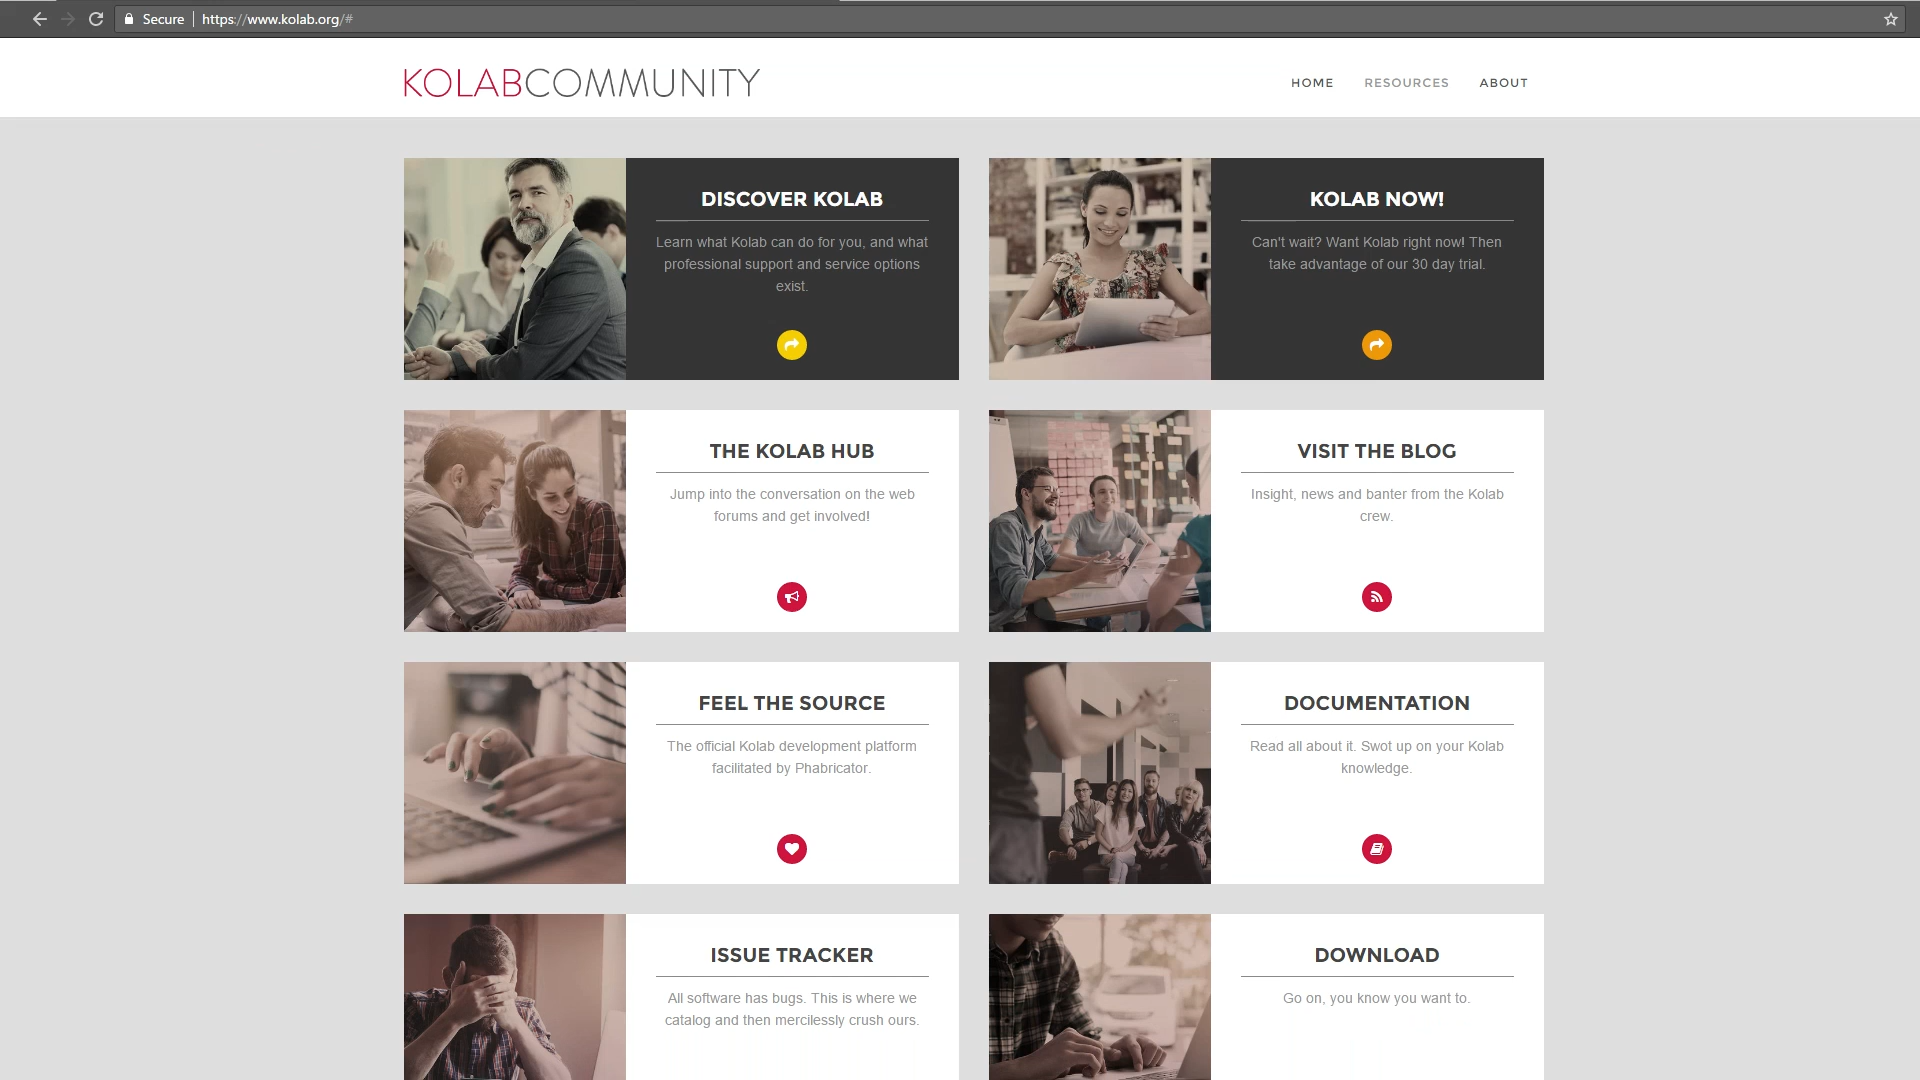 Secure
https://www.kolab.org/#
KOLABCOMMUNITY
HOME
RESOURCES
ABOUT
DISCOVER KOLAB
Learn what Kolab can do for you, and what
professional support and service options
exist.
KOLAB NOW!
Can't wait? Want Kolab right now! Then
take advantage of our 30 day trial.
THE KOLAB HUB
Jump into the conversation on the web
forums and get involved!
VISIT THE BLOG
Insight, news and banter from the Kolab
crew.
FEEL THE SOURCE
The official Kolab development platform
facilitated by Phabricator.
DOCUMENTATION
Read all about it. Swot up on your Kolab
knowledge.
ISSUE TRACKER
All software has bugs. This is where we
catalog and then mercilessly crush ours.
DOWNLOAD
Go on, you know you want to.